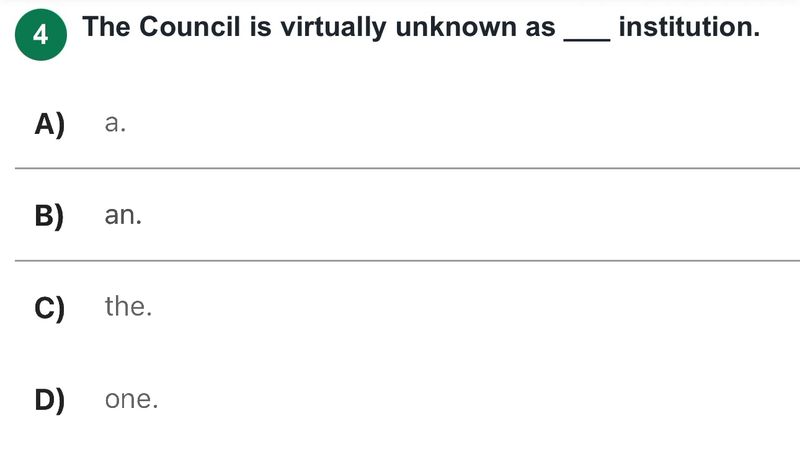 4 The Council is virtually unknown as ___ institution.
A) a.
B) an.
C) the.
D) one.